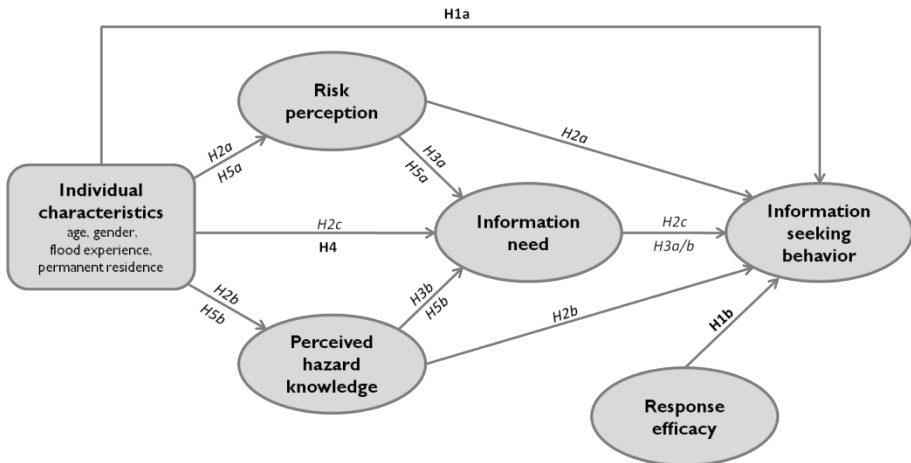 H1a
Risk
perception
H2a
H5a
H2a
H3a
H5a
Individual
characteristics
age, gender,
flood experience,
permanent residence
H2c
H4
Information
need
H2c
H3a/b
Information
seeking
behavior
H2b
H5b
H3b
H5b
H2b
Perceived
hazard
knowledge
H1b
Response
efficacy